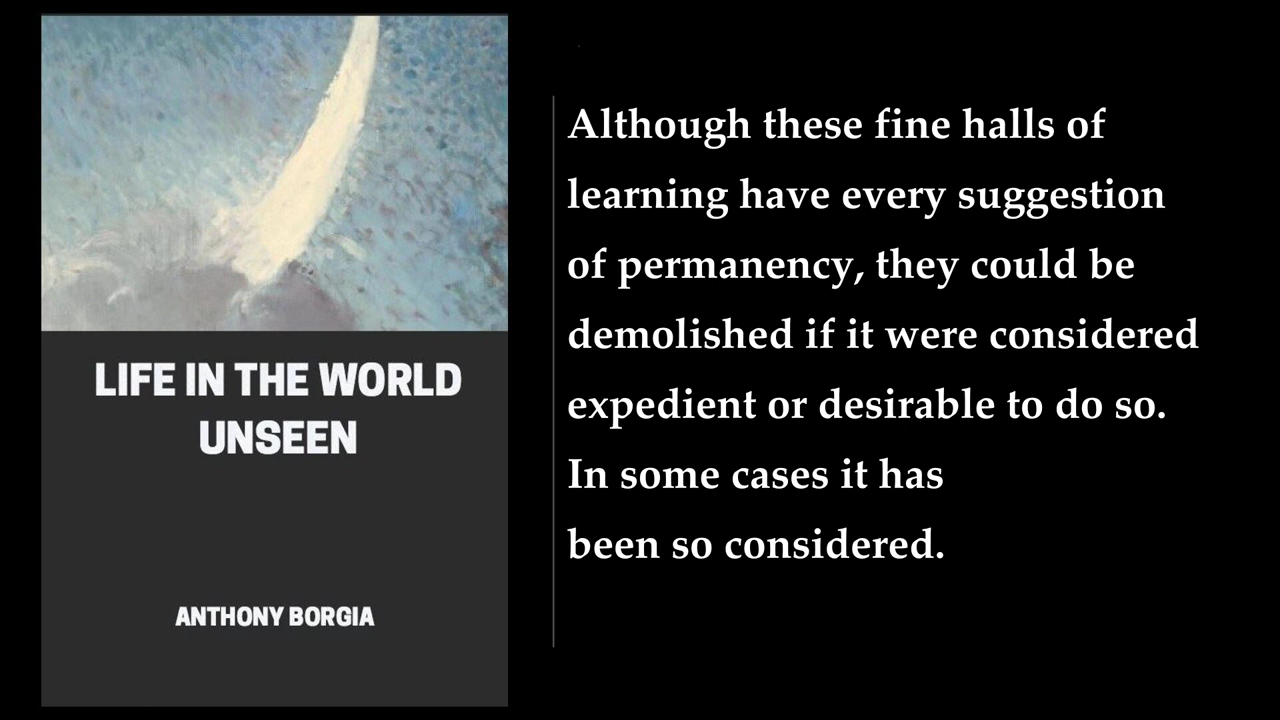 LIFE IN THE WORLD
UNSEEN
ANTHONY BORGIA
Although these fine halls of
learning have every suggestion
of permanency, they could be
demolished if it were considered
expedient or desirable to do so.
In some cases it has
been so considered.